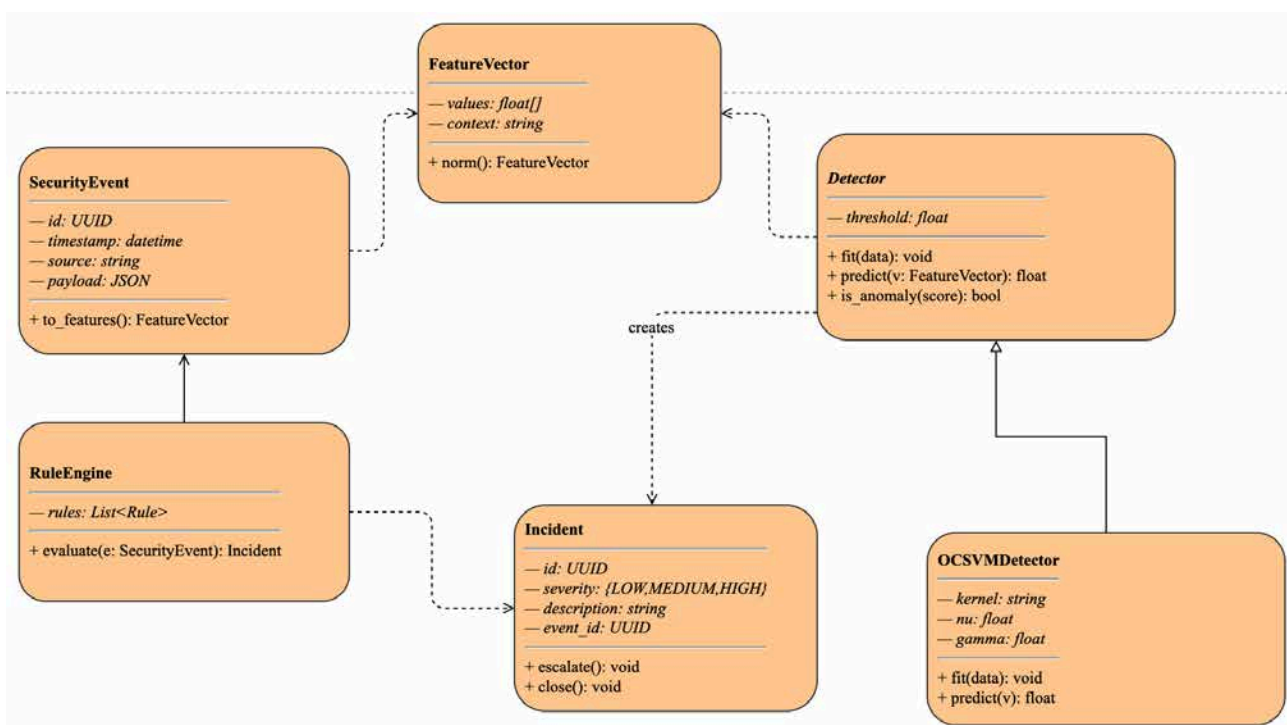 FeatureVector
— values: float[]
— context: string
+ norm(): FeatureVector
SecurityEvent
— id: UUID
— timestamp: datetime
— source: string
— payload: JSON
+ to_features(): FeatureVector
Detector
— threshold: float
+ fit(data): void
+ predict(v: FeatureVector): float
+ is_anomaly(score): bool
creates
RuleEngine
— rules: List<Rule>
+ evaluate(e: SecurityEvent): Incident
Incident
— id: UUID
— severity: {LOW,MEDIUM,HIGH}
— description: string
— event_id: UUID
+ escalate(): void
+ close(): void
OCSVMDetector
— kernel: string
— nu: float
— gamma: float
+ fit(data): void
+ predict(v): float